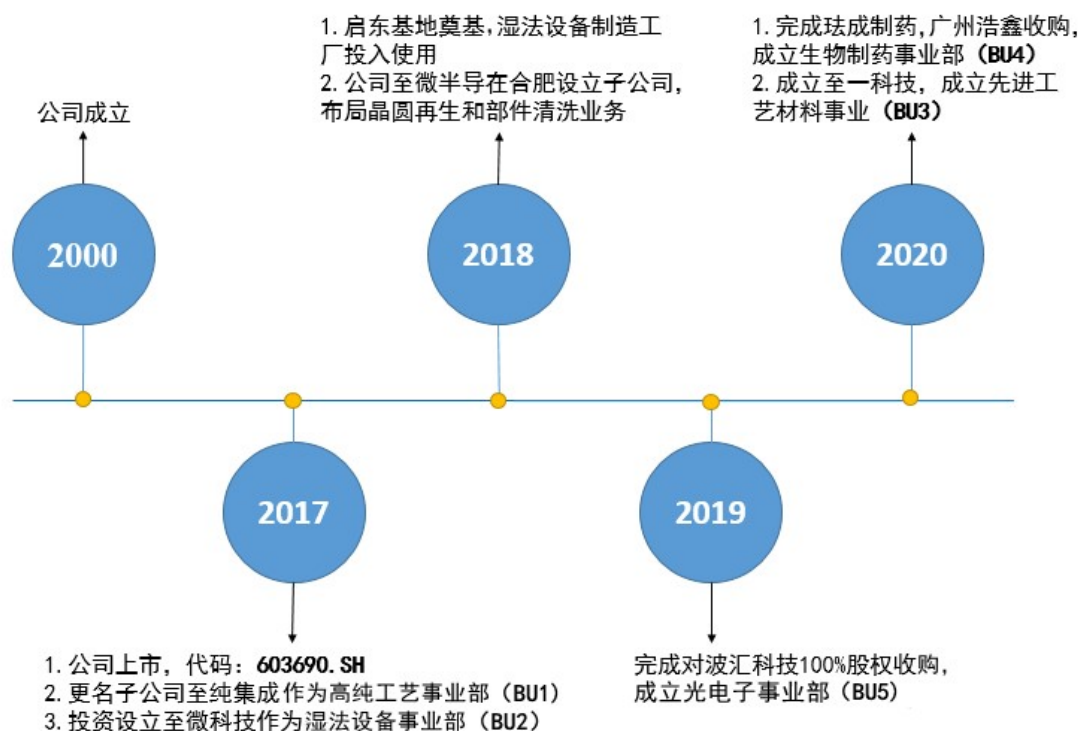 公司成立
1. 启东基地奠基,湿法设备制造工
厂投入使用
2. 公司至微半导在合肥设立子公司,
布局晶圆再生和部件清洗业务
1. 完成珐成制药,广州浩鑫收购,
成立生物制药事业部（BU4）
2. 成立至一科技, 成立先进工
艺材料事业（BU3）
2000
2018
2020
2017
2019
1. 公司上市, 代码: 603690.SH
2. 更名子公司至纯集成作为高纯工艺事业部（BU1）
3. 投资设立至微科技作为湿法设备事业部（BU2）
完成对波汇科技100%股权收购,
成立光电子事业部（BU5）